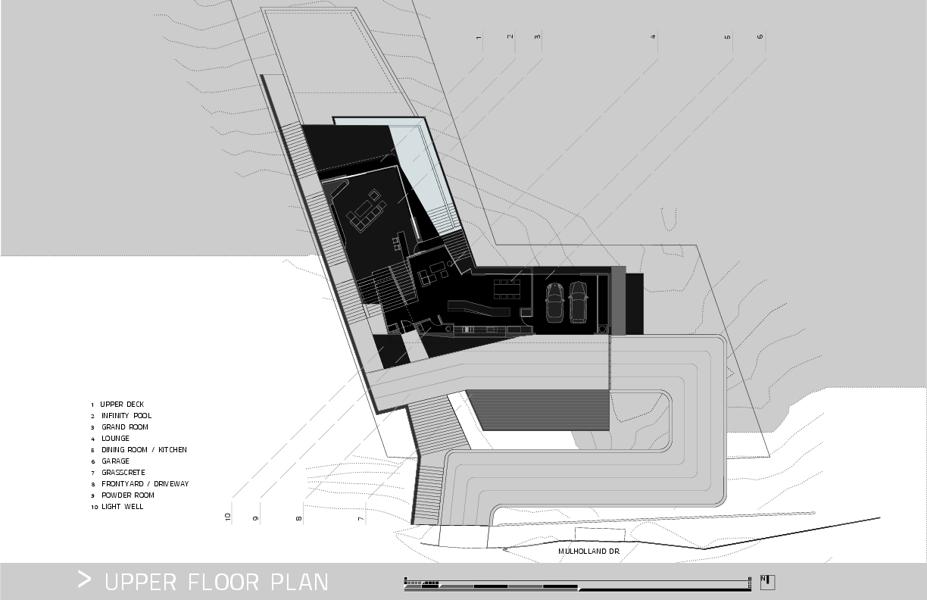 1 2 3 4 5 6
1 UPPER DECK
2 INFINITY POOL
3 GRAND ROOM
4 LOUNGE
5 DINING ROOM / KITCHEN
6 GARAGE
7 GRASSCRETE
8 FRONTYARD / DRIVEWAY
9 POWDER ROOM
10 LIGHT WELL
10 9 8 7
MULHOLLAND DR.
> UPPER FLOOR PLAN
N